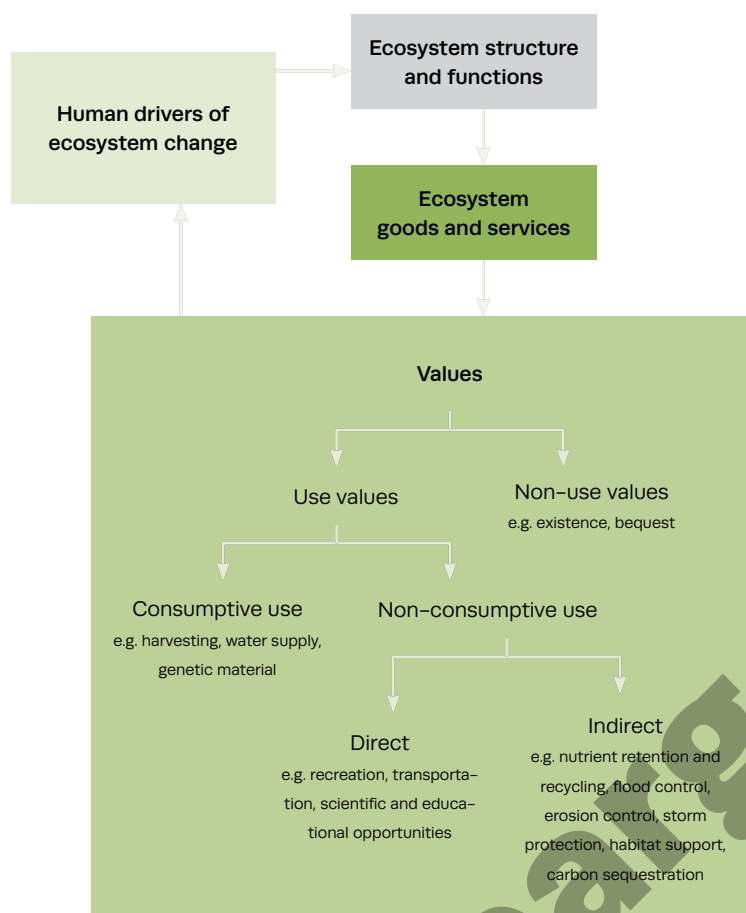 Ecosystem structure
and functions
Human drivers of
ecosystem change
Ecosystem
goods and services
Values
Use values
Non-use values
e.g. existence, bequest
Consumptive use
e.g. harvesting, water supply,
genetic material
Non-consumptive use
Direct
e.g. recreation, transporta-
tion, scientific and educa-
tional opportunities
Indirect
e.g. nutrient retention and
recycling, flood control,
erosion control, storm
protection, habitat support,
carbon sequestration